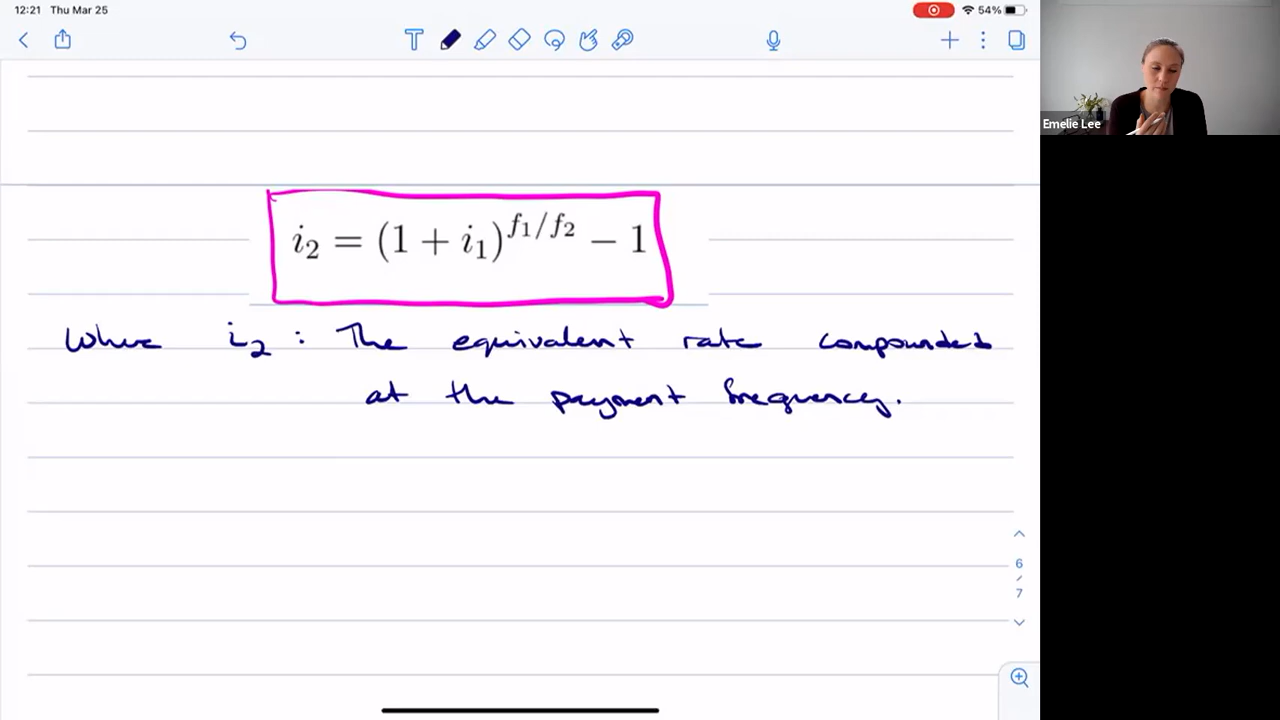 12:21 Thu Mar 25
54%
T
Emelie Lee
i₂ = (1 + i₁)^{f₁/f₂} − 1
Where i₂ : The equivalent rate compounded
at the payment frequency.
6
7